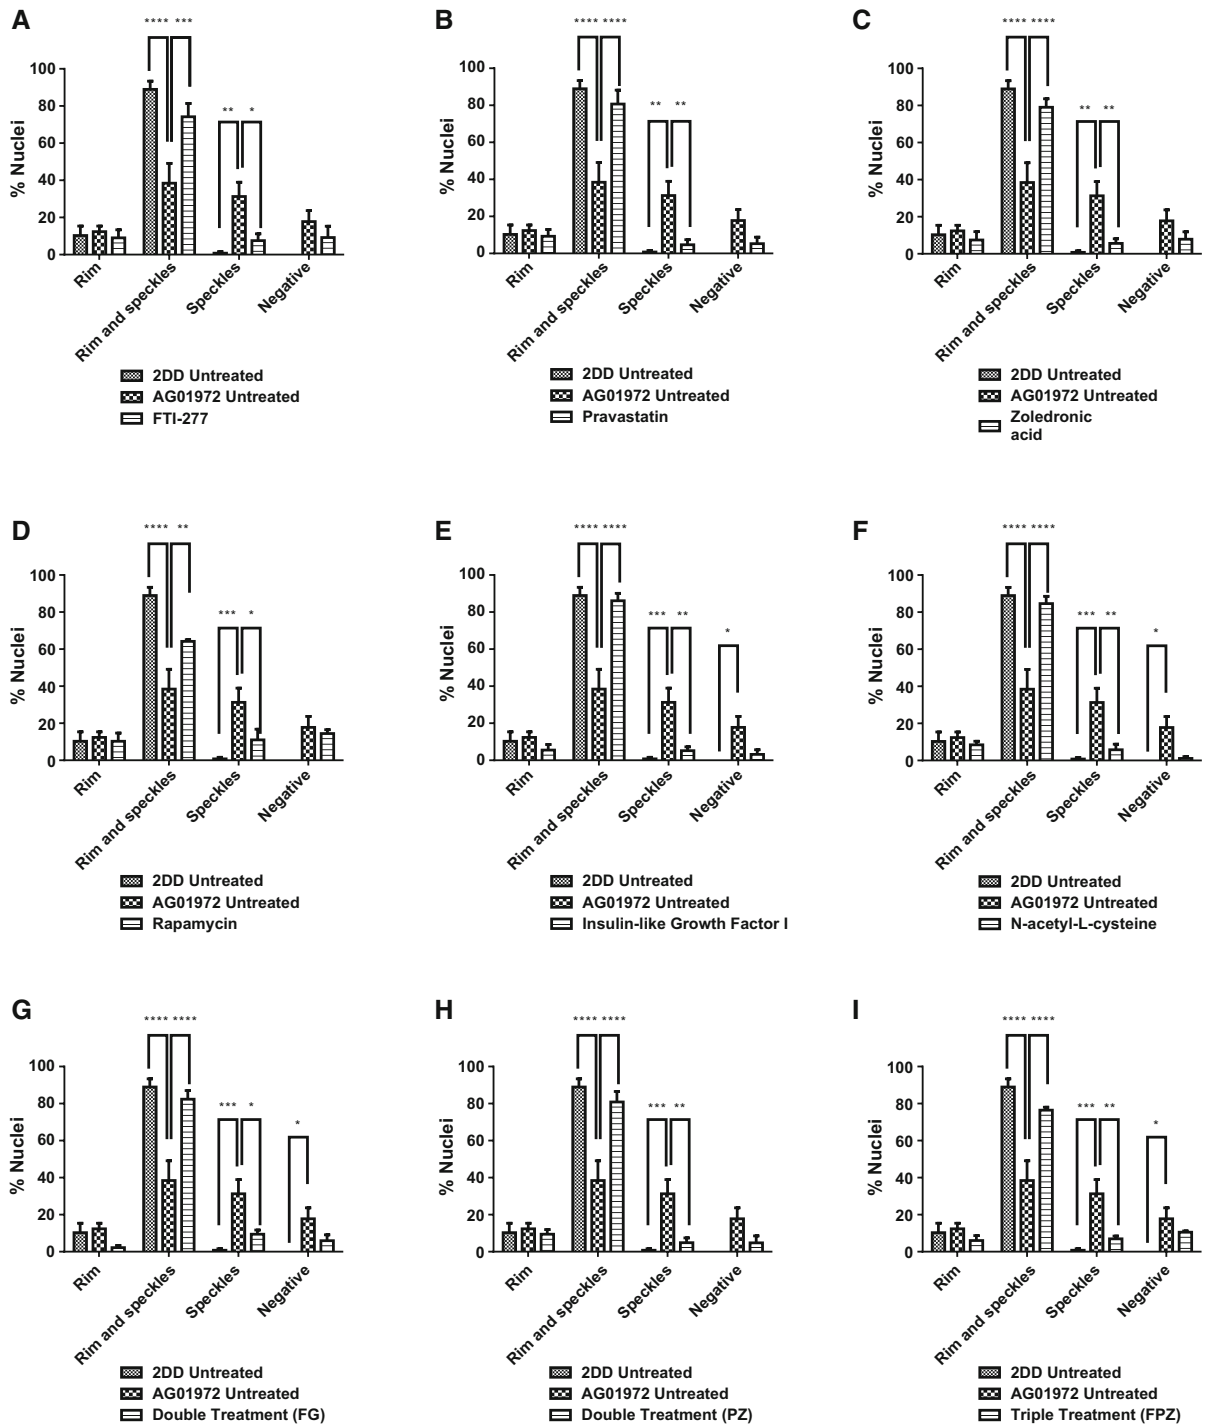 A
B
C
**** ***
**** ****
**** ****
100
80
60
40
20
0
% Nuclei
** *
100
80
60
40
20
0
% Nuclei
** **
100
80
60
40
20
0
% Nuclei
** **
Rim
Rim and speckles
Speckles
Negative
Rim
Rim and speckles
Speckles
Negative
Rim
Rim and speckles
Speckles
Negative
2DD Untreated
AG01972 Untreated
FTI-277
2DD Untreated
AG01972 Untreated
Pravastatin
2DD Untreated
AG01972 Untreated
Zoledronic
acid
D
E
F
**** **
**** ****
**** ****
100
80
60
40
20
0
% Nuclei
*** *
100
80
60
40
20
0
% Nuclei
*** **
*
100
80
60
40
20
0
% Nuclei
*** **
*
Rim
Rim and speckles
Speckles
Negative
Rim
Rim and speckles
Speckles
Negative
Rim
Rim and speckles
Speckles
Negative
2DD Untreated
AG01972 Untreated
Rapamycin
2DD Untreated
AG01972 Untreated
Insulin-like Growth Factor I
2DD Untreated
AG01972 Untreated
N-acetyl-L-cysteine
G
H
I
**** ****
**** ****
**** ****
100
80
60
40
20
0
% Nuclei
*** *
*
100
80
60
40
20
0
% Nuclei
*** **
100
80
60
40
20
0
% Nuclei
*** **
*
Rim
Rim and speckles
Speckles
Negative
Rim
Rim and speckles
Speckles
Negative
Rim
Rim and speckles
Speckles
Negative
2DD Untreated
AG01972 Untreated
Double Treatment (FG)
2DD Untreated
AG01972 Untreated
Double Treatment (PZ)
2DD Untreated
AG01972 Untreated
Triple Treatment (FPZ)